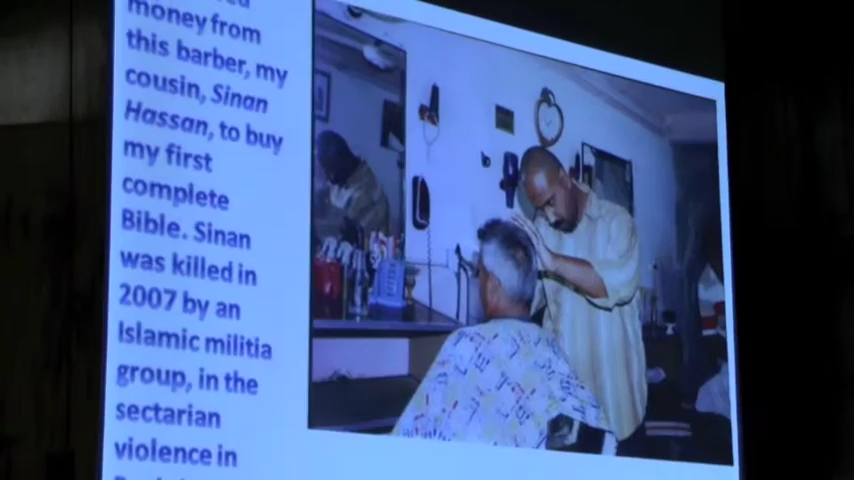 money from
this barber, my
cousin, Sinan
Hassan, to buy
my first
complete
Bible. Sinan
was killed in
2007 by an
Islamic militia
group, in the
sectarian
violence in